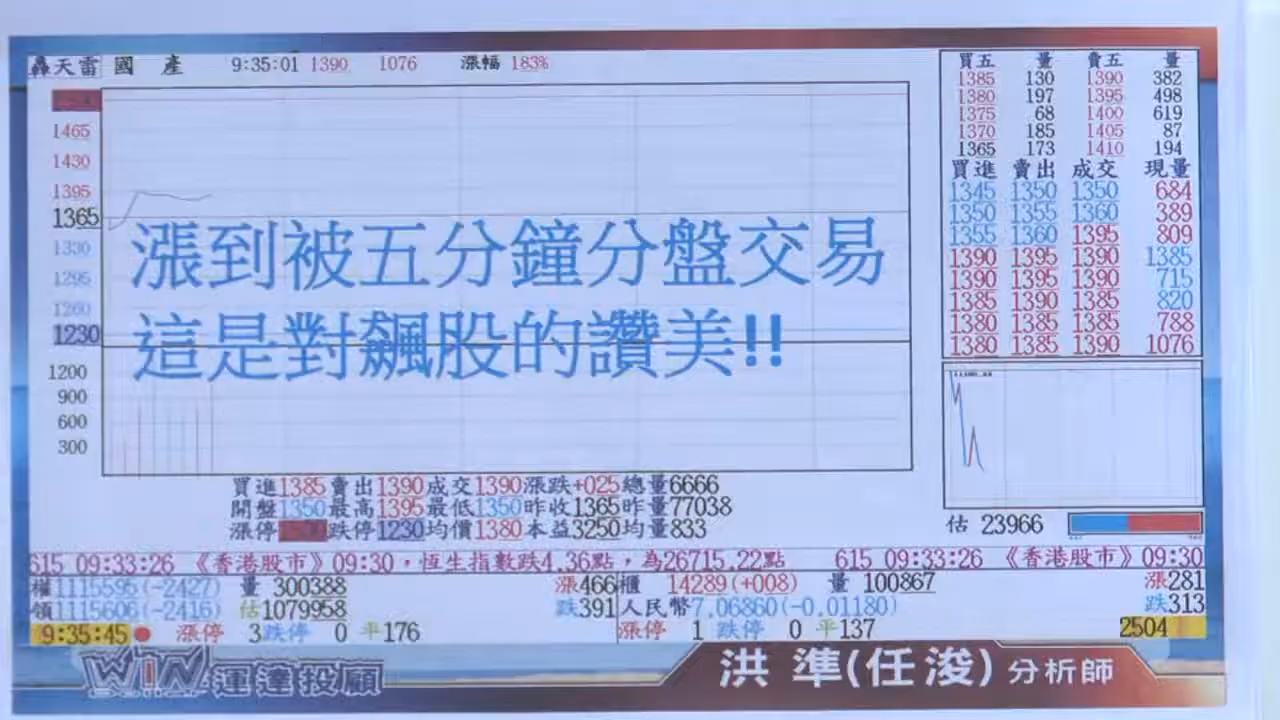 轟天雷 國 產 9:35:01 1390 1076 漲幅 183%
1465
1430
1395
1365
1330
1295
1260
1230
1200
900
600
300
漲到被五分鐘分盤交易
這是對飆股的讚美!!
買五 量 賣五 量
1385 130 1390 382
1380 197 1395 498
1375 68 1400 619
1370 185 1405 87
1365 173 1410 194
買進 賣出 成交 現量
1345 1350 1350 684
1350 1355 1360 389
1355 1360 1395 809
1390 1395 1390 1385
1390 1395 1390 715
1385 1390 1385 820
1380 1385 1385 788
1380 1385 1390 1076
估 23966
買進1385賣出1390成交1390漲跌+025總量6666
開盤1350最高1395最低1350昨收1365昨量77038
漲停 跌停1230均價1380本益3250均量833
615 09:33:26 《香港股市》09:30，恆生指數跌4.36點，為26715.22點 615 09:33:26 《香港股市》09:30
權1115595(-2427) 量 300388 漲466 櫃 14289(+008) 量 100867 漲281
領1115606(-2416) 估1079958 跌391 人民幣7.06860(-0.01180) 跌313
9:35:45 漲停 3跌停 0 平176 漲停 1 跌停 0 平137 2504
WIN 運達投顧 洪 準(任浚) 分析師